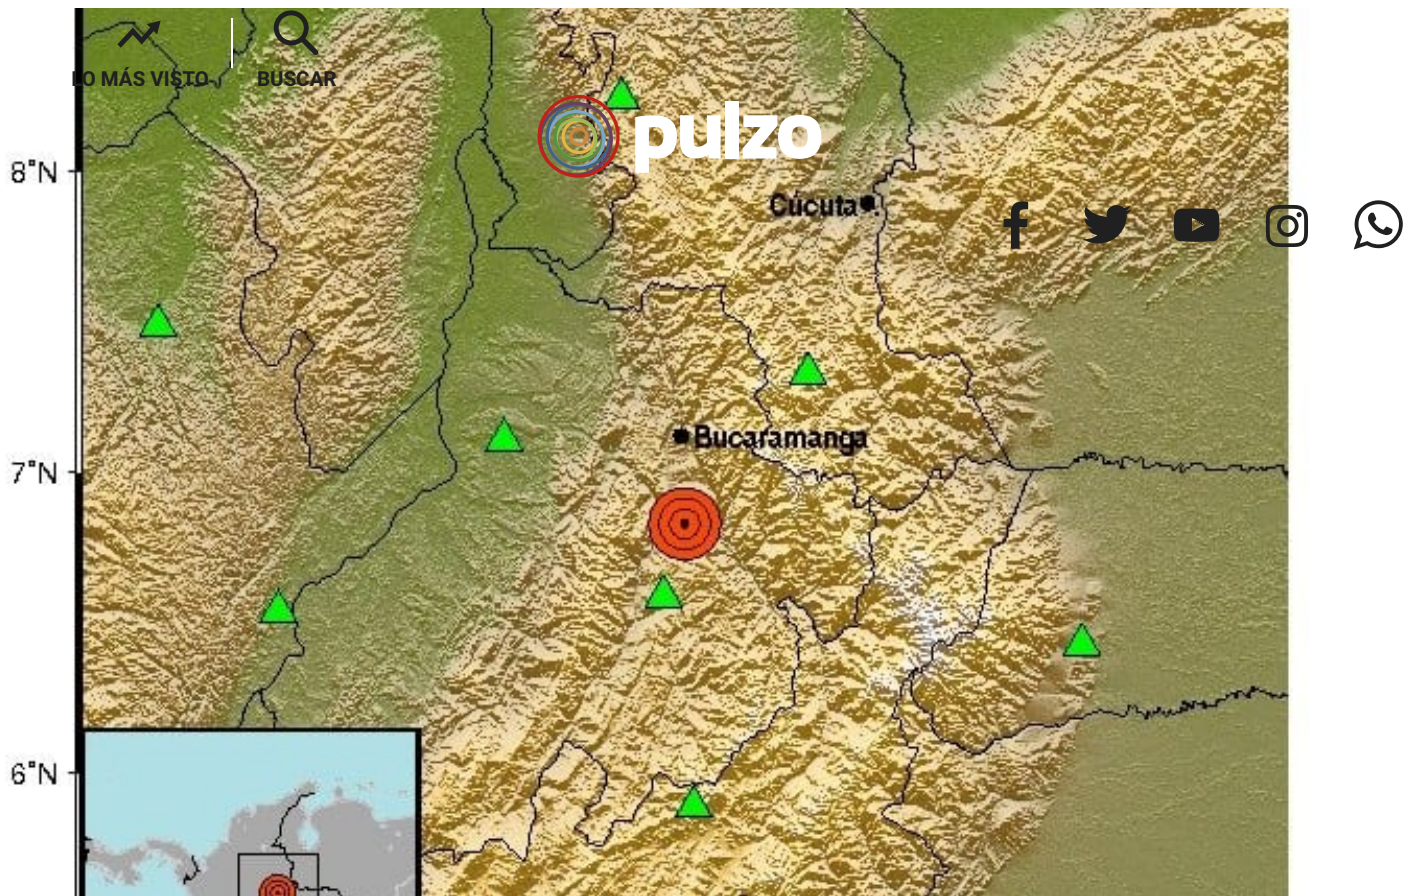 LO MÁS VISTO
BUSCAR
pulzo
8°N
Cúcuta
Bucaramanga
7°N
6°N